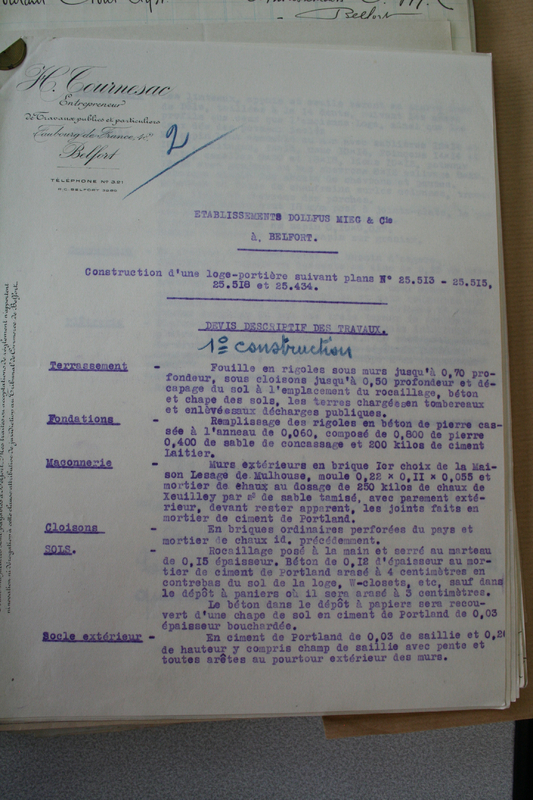 Belfort
H. Tournesac
Entrepreneur
de Travaux publics et particuliers
Faubourg de France,
Belfort
TÉLÉPHONE Nº 321
R.C. BELFORT
2
ETABLISSEMENTS DOLLFUS MIEG & Cie
à, BELFORT.
Construction d'une loge-portière suivant plans N° 25.513 - 25.515,
25.518 et 25.434.
DEVIS DESCRIPTIF DES TRAVAUX.
1º construction
Terrassement - Fouille en rigoles sous murs jusqu'à 0,70 pro-
fondeur, sous cloisons jusqu'à 0,50 profondeur et dé-
capage du sol à l'emplacement du rocaillage, béton
et chape des sols, les terres chargées en tombereaux
et enlevées aux décharges publiques.
Fondations - Remplissage des rigoles en béton de pierre cas-
sée à l'anneau de 0,060, composé de 0,800 de pierre
0,400 de sable de concassage et 200 kilos de ciment
Laitier.
Maconnerie - Murs extérieurs en brique Ior choix de la Mai-
son Lesage de Mulhouse, moule 0,22 x 0,II x 0,055 et
mortier de chaux au dosage de 250 kilos de chaux de
Xeuilley par m3 de sable tamisé, avec parement exté-
rieur, devant rester apparent, les joints faits en
mortier de ciment de Portland.
Cloisons - En briques ordinaires perforées du pays et
mortier de chaux id. précédemment.
SOLS. - Rocaillage posé à la main et serré au marteau
de 0,15 épaisseur. Béton de 0,12 d'épaisseur au mor-
tier de ciment de Portland arasé à 4 centimètres en
contrebas du sol de la loge, W-closets, etc, sauf dans
le dépôt à paniers où il sera arasé à 3 centimètres.
Le béton dans le dépôt à papiers sera recou-
vert d'une chape de sol en ciment de Portland de 0,03
épaisseur bouchardée.
Socle extérieur - En ciment de Portland de 0,03 de saillie et
de hauteur y compris champ de saillie avec pente et
toutes arêtes au pourtour extérieur des murs.